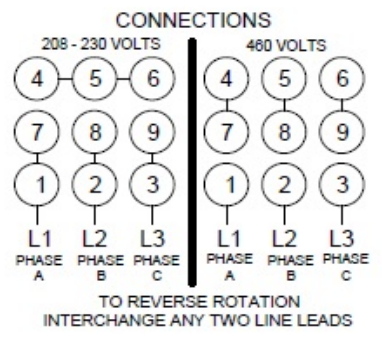 CONNECTIONS
208 - 230 VOLTS 460 VOLTS
4 5 6 4 5 6
7 8 9 7 8 9
1 2 3 1 2 3
L1 L2 L3 L1 L2 L3
PHASE PHASE PHASE PHASE PHASE PHASE
A B C A B C
TO REVERSE ROTATION
INTERCHANGE ANY TWO LINE LEADS